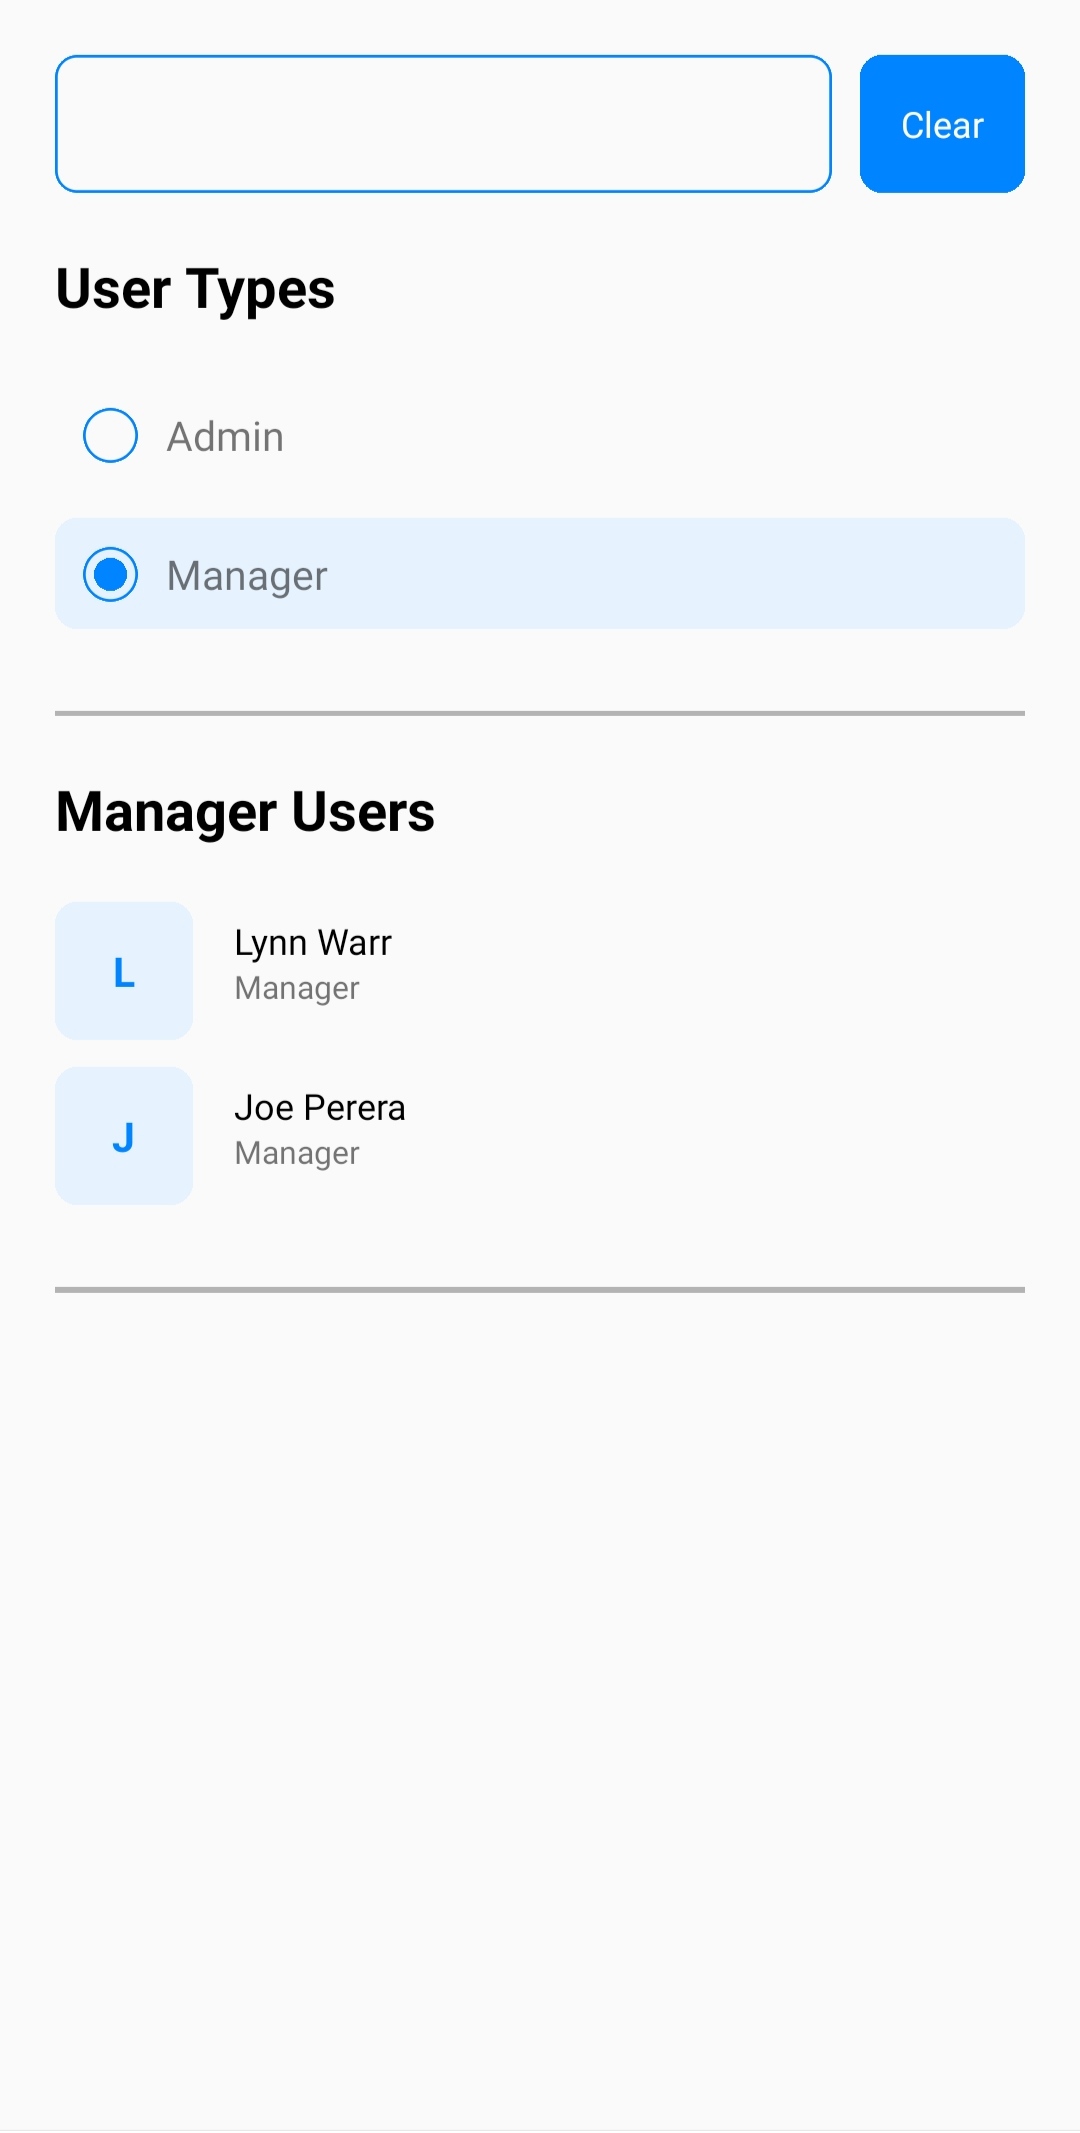 Clear
User Types
Admin
Manager
Manager Users
L
Lynn Warr
Manager
J
Joe Perera
Manager